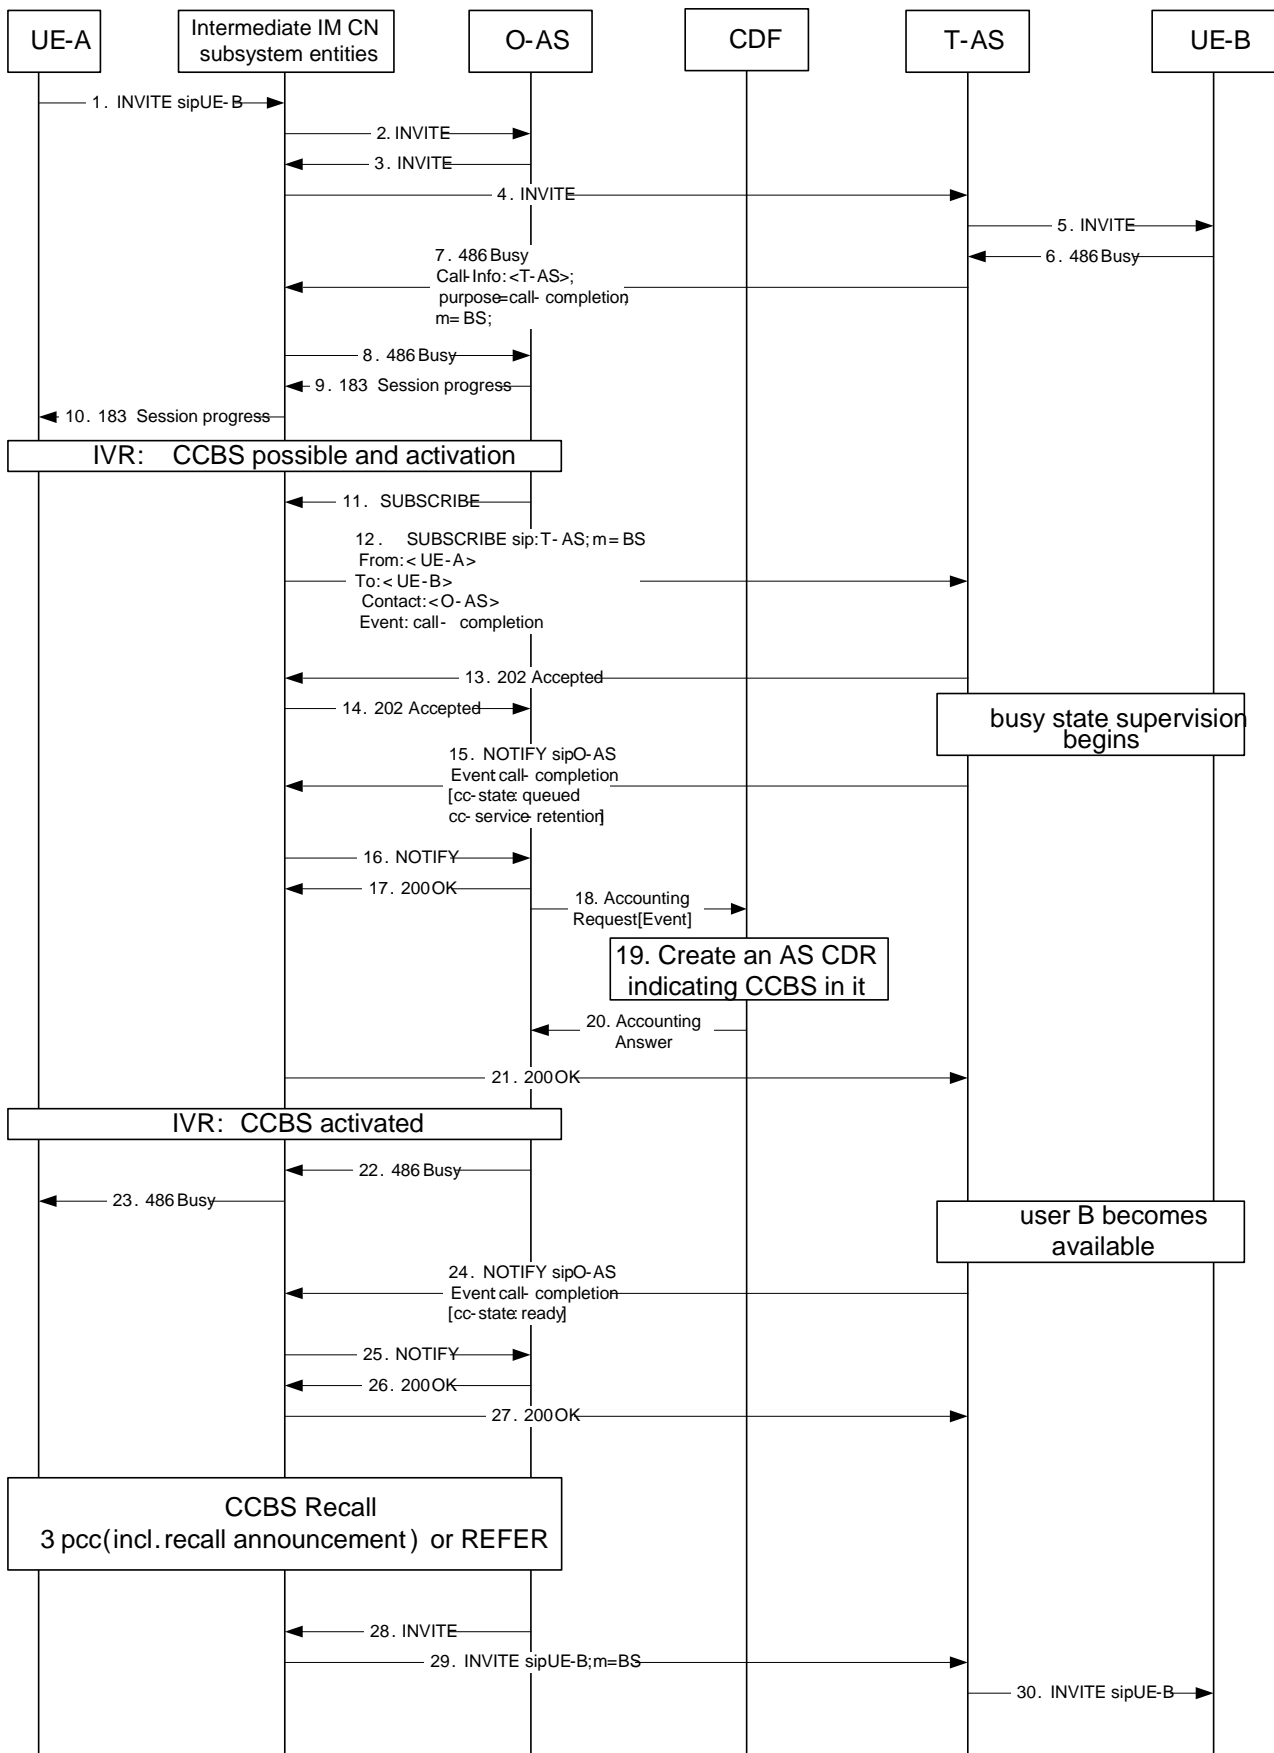 UE-A
Intermediate IM CN
subsystem entities
O-AS
CDF
T-AS
UE-B
1. INVITE sipUE-B
2. INVITE
3. INVITE
4. INVITE
5. INVITE
6. 486 Busy
7. 486 Busy
Call-Info:<T-AS>;
purpose=call- completion;
m= BS;
8. 486 Busy
9. 183 Session progress
10. 183 Session progress
IVR: CCBS possible and activation
11. SUBSCRIBE
12. SUBSCRIBE sip:T-AS;m=BS
From:<UE-A>
To:<UE-B>
Contact:<O-AS>
Event: call- completion
13. 202 Accepted
14. 202 Accepted
busy state supervision
begins
15. NOTIFY sipO-AS
Event:call- completion
[cc-state: queued
cc- service- retention]
16. NOTIFY
17. 200OK
18. Accounting
Request[Event]
19. Create an AS CDR
indicating CCBS in it
20. Accounting
Answer
21. 200OK
IVR: CCBS activated
22. 486 Busy
23. 486 Busy
user B becomes
available
24. NOTIFY sipO-AS
Event:call- completion
[cc-state:ready]
25. NOTIFY
26. 200OK
27. 200OK
CCBS Recall
3 pcc(incl.recall announcement) or REFER
28. INVITE
29. INVITE sipUE-B;m=BS
30. INVITE sipUE-B